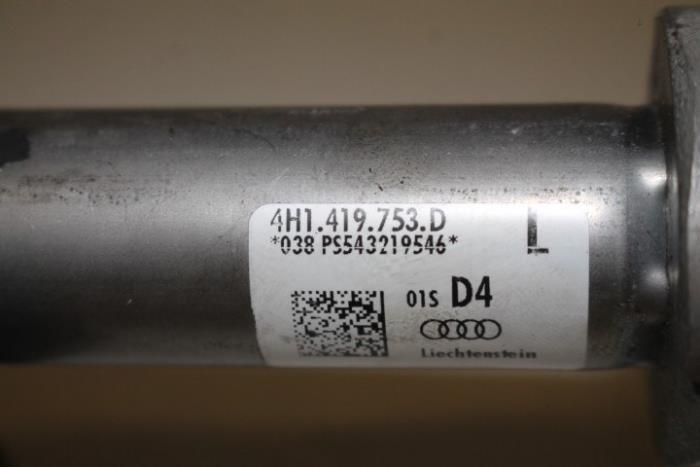 4H1.419.753.D
L
*038 PS543219546*
01S D4
Liechtenstein